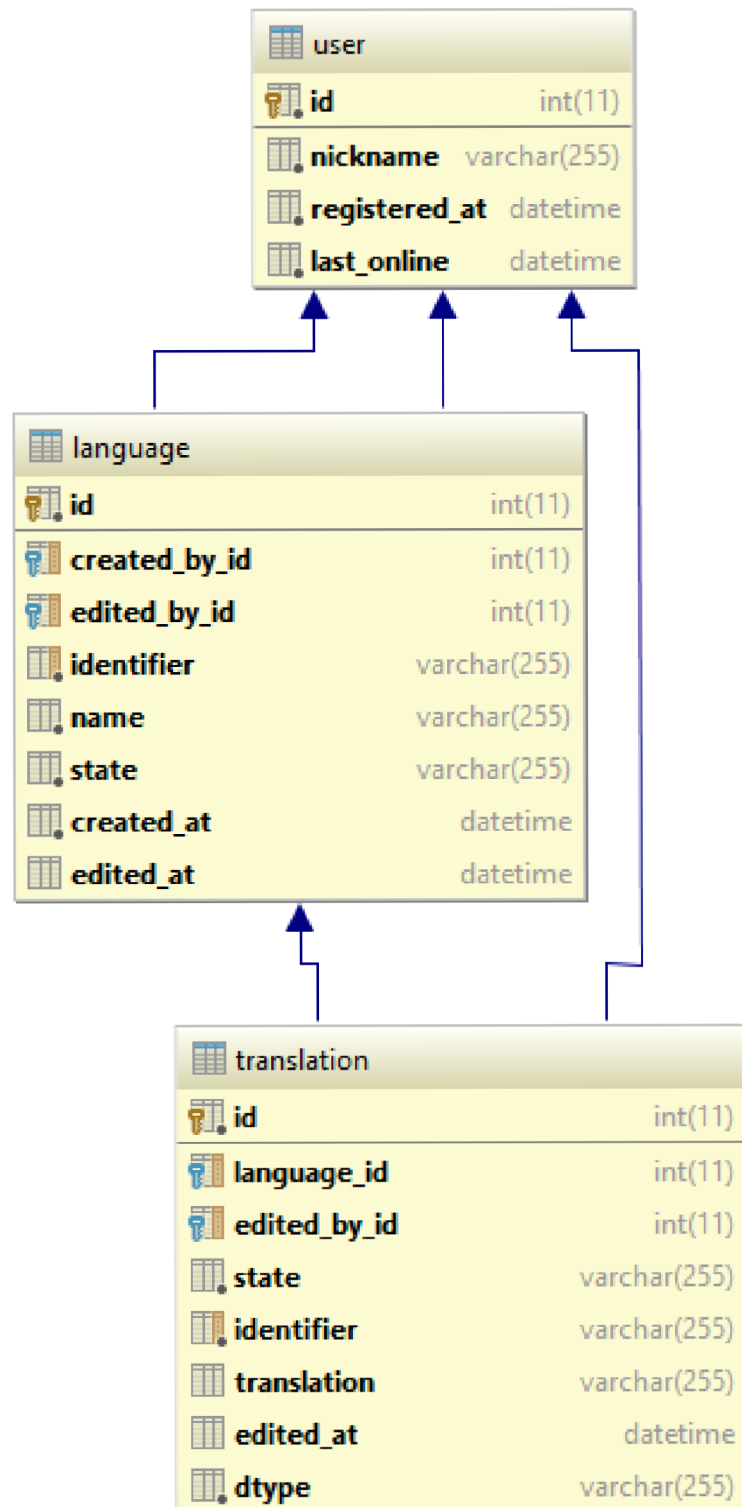 user
id int(11)
nickname varchar(255)
registered_at datetime
last_online datetime
language
id int(11)
created_by_id int(11)
edited_by_id int(11)
identifier varchar(255)
name varchar(255)
state varchar(255)
created_at datetime
edited_at datetime
translation
id int(11)
language_id int(11)
edited_by_id int(11)
state varchar(255)
identifier varchar(255)
translation varchar(255)
edited_at datetime
dtype varchar(255)